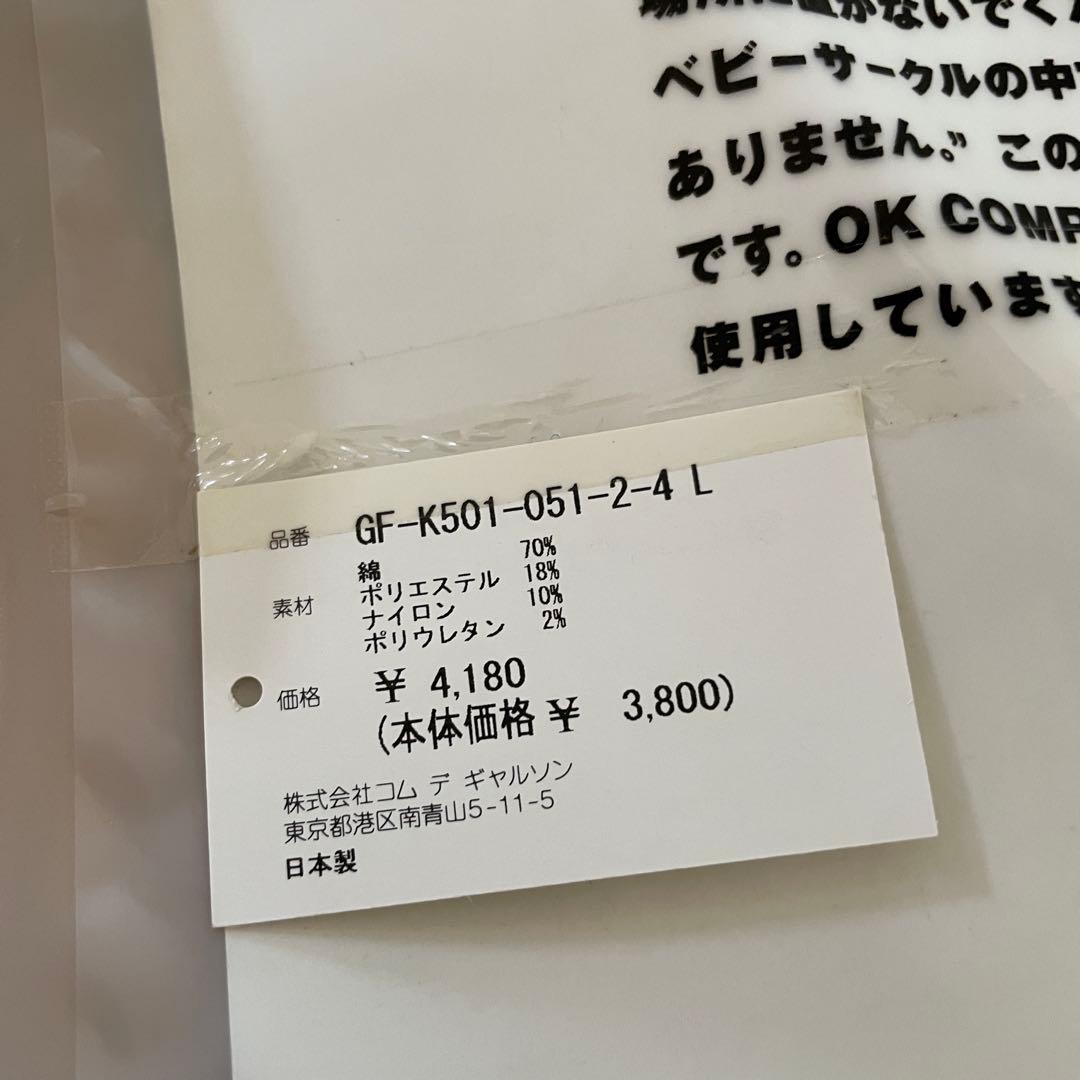 ベビーサークルの中
ありません。” この
です。OK COMP
使用しています
品番 GF-K501-051-2-4 L
素材 綿 70%
ポリエステル 18%
ナイロン 10%
ポリウレタン 2%
価格 ¥ 4,180
(本体価格 ¥ 3,800)
株式会社コム デ ギャルソン
東京都港区南青山5-11-5
日本製